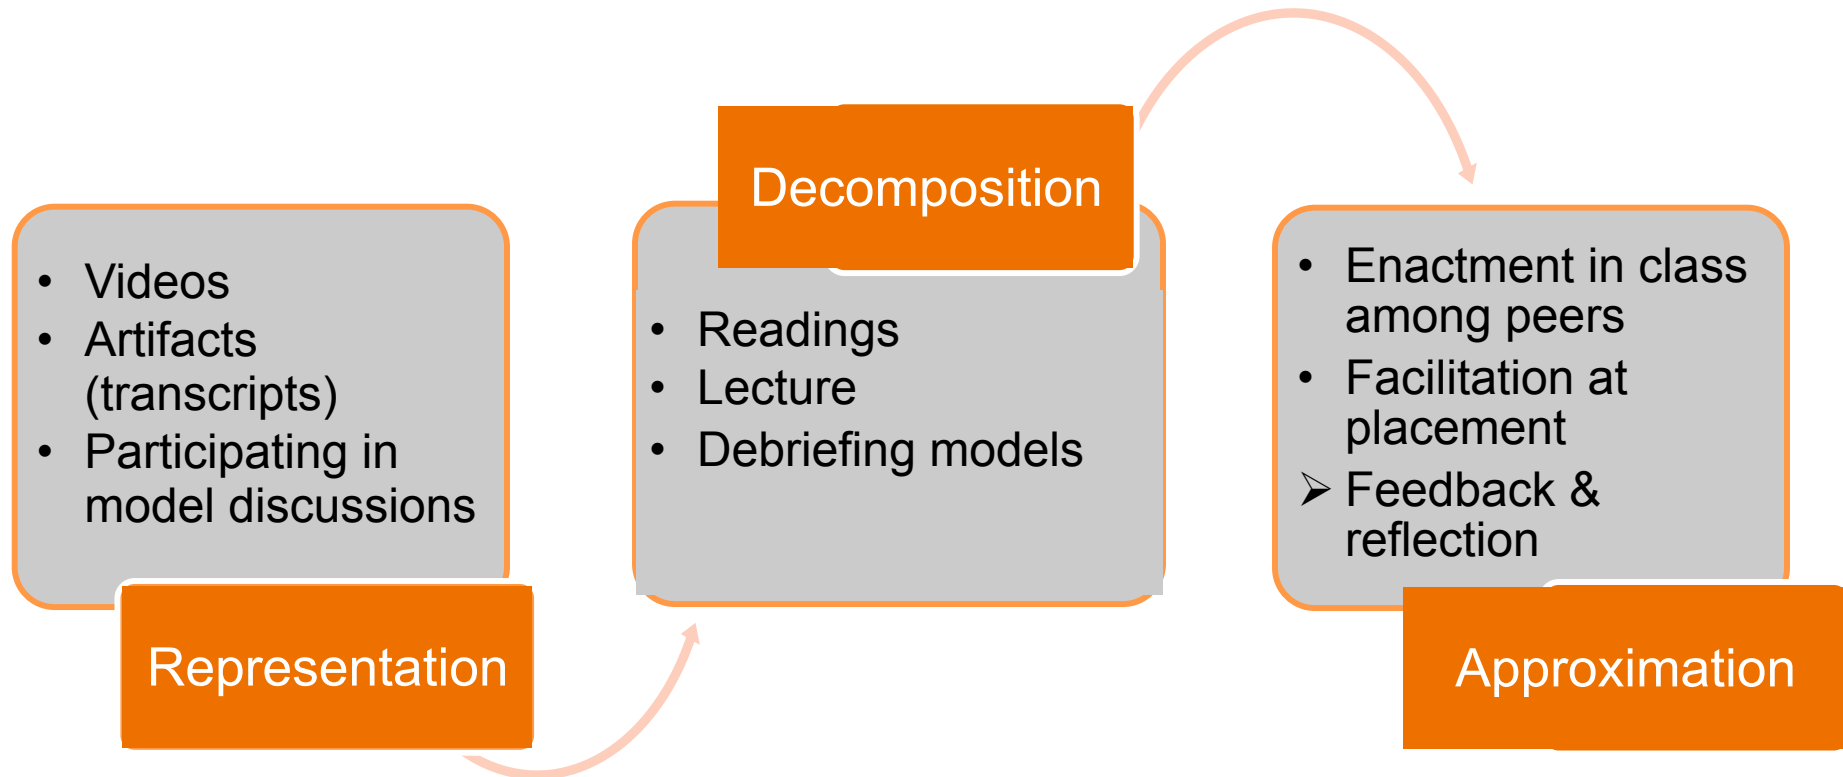 • Videos
• Artifacts
(transcripts)
• Participating in
model discussions
Representation
Decomposition
• Readings
• Lecture
• Debriefing models
• Enactment in class
among peers
• Facilitation at
placement
➢ Feedback &
reflection
Approximation